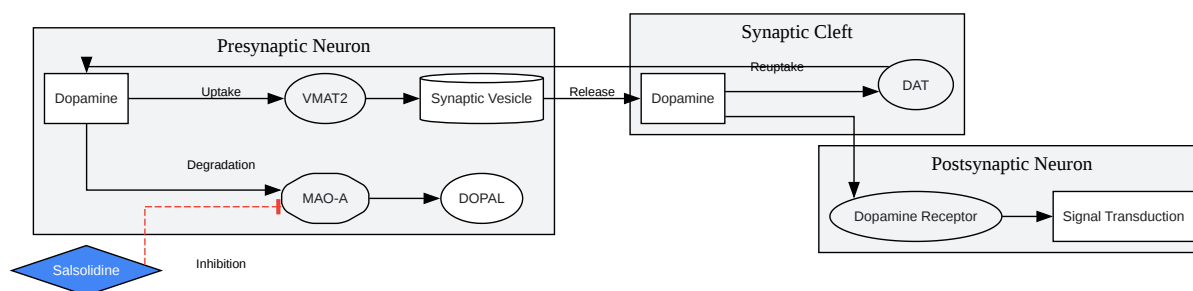 Synaptic Cleft
Presynaptic Neuron
Reuptake
DAT
Dopamine
Uptake
VMAT2
Synaptic Vesicle
Release
Dopamine
Degradation
MAO-A
DOPAL
Postsynaptic Neuron
Dopamine Receptor
Signal Transduction
Salsolidine
Inhibition